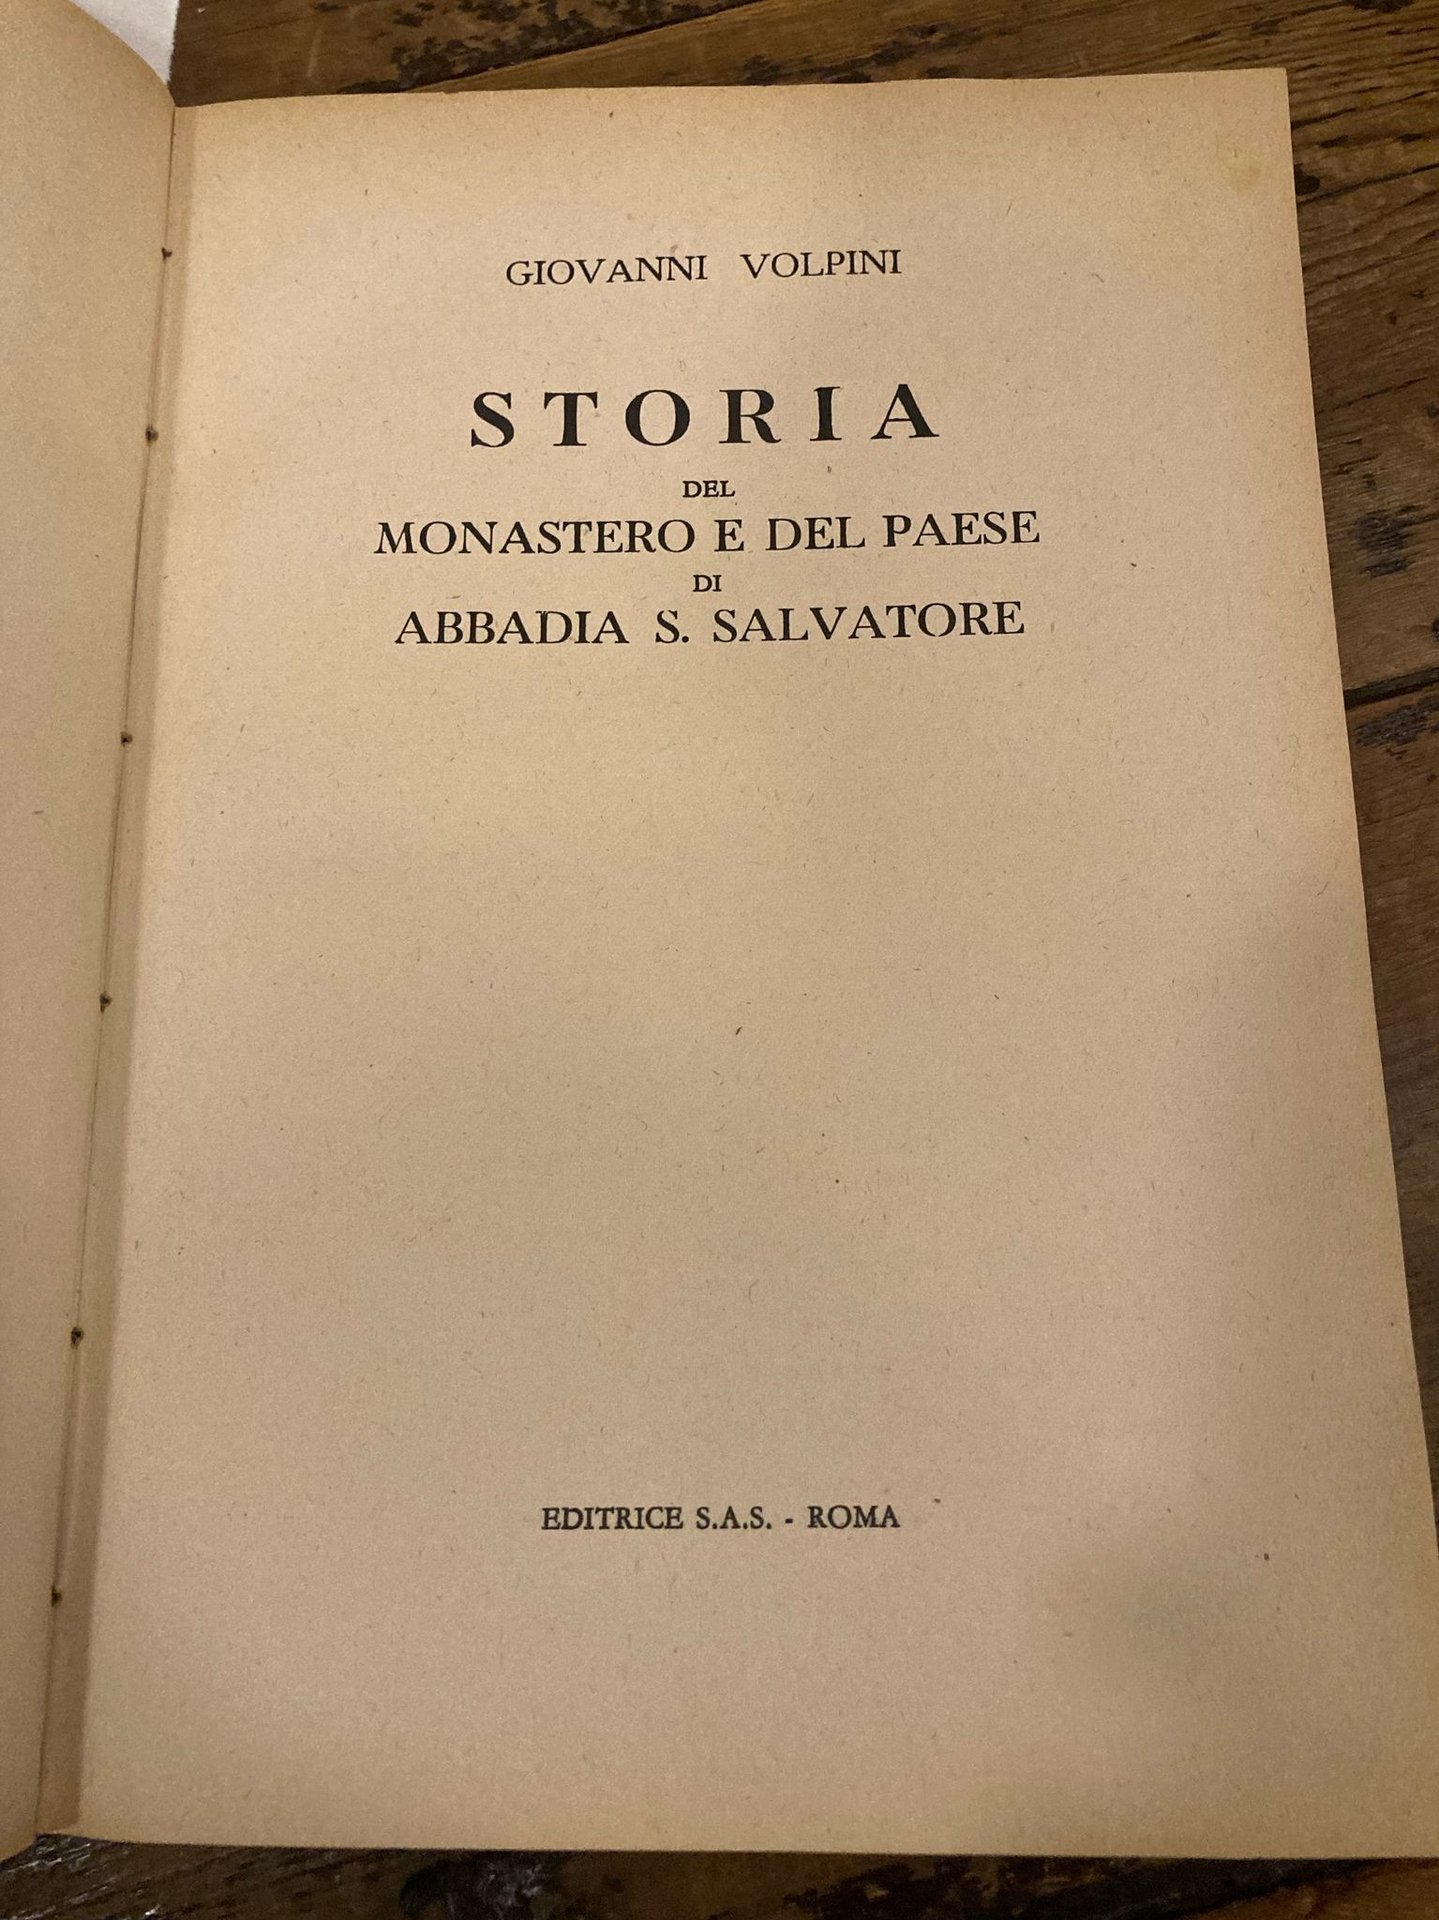 GIOVANNI VOLPINI
STORIA
DEL
MONASTERO E DEL PAESE
DI
ABBADIA S. SALVATORE
EDITRICE S.A.S. - ROMA